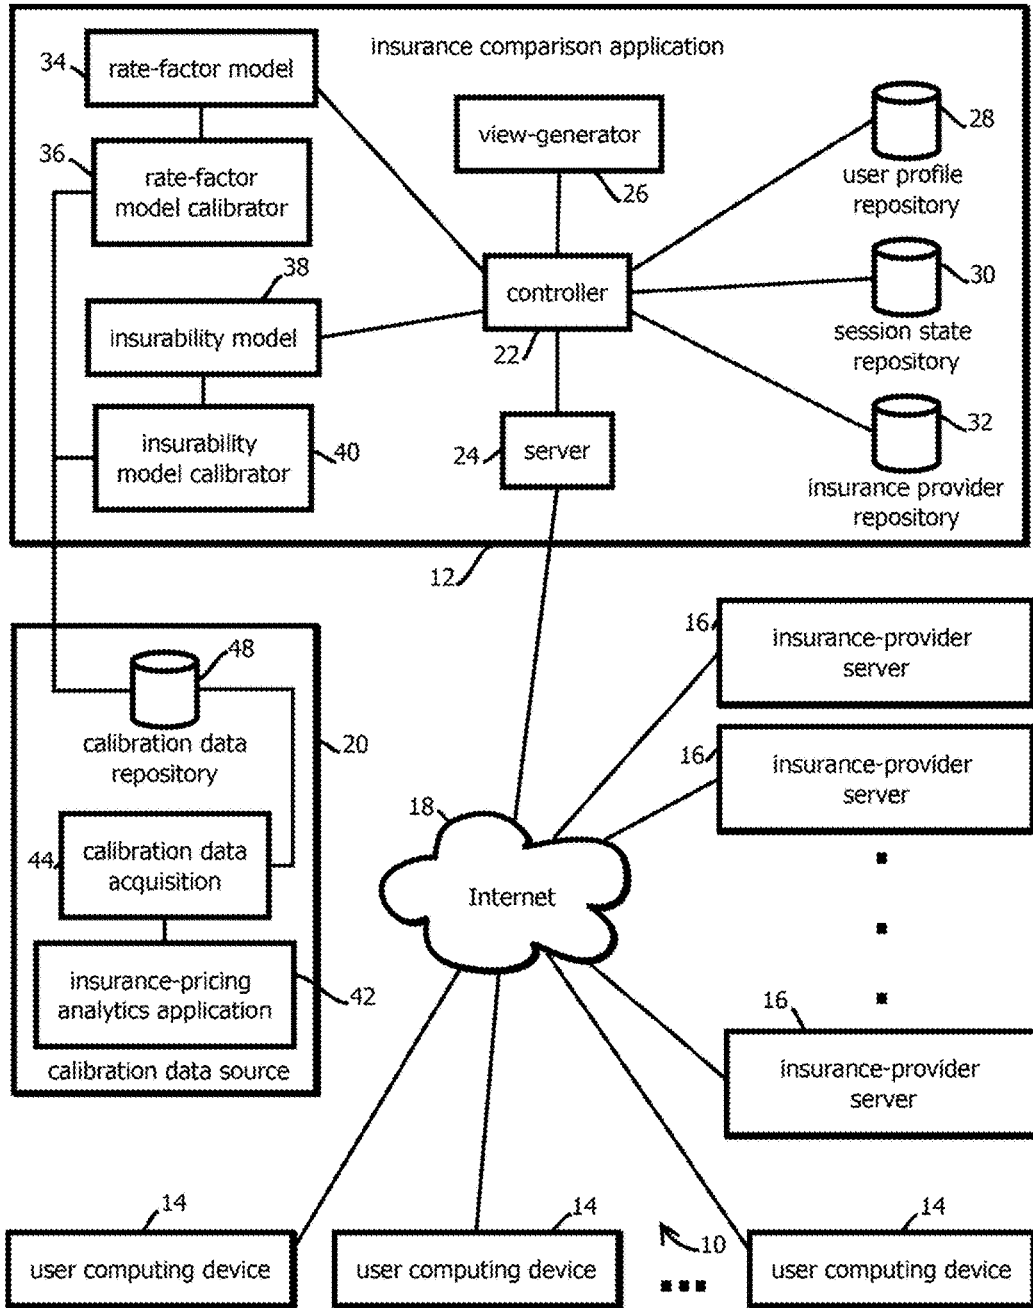 insurance comparison application
34
rate-factor model
36
rate-factor
model calibrator
view-generator
26
28
user profile
repository
38
insurability model
controller
22
30
session state
repository
insurability
model calibrator
40
24
server
32
insurance provider
repository
12
48
calibration data
repository
20
44
calibration data
acquisition
insurance-pricing
analytics application
42
calibration data source
16
insurance-provider
server
16
insurance-provider
server
18
Internet
16
insurance-provider
server
14
user computing device
14
user computing device
10
14
user computing device